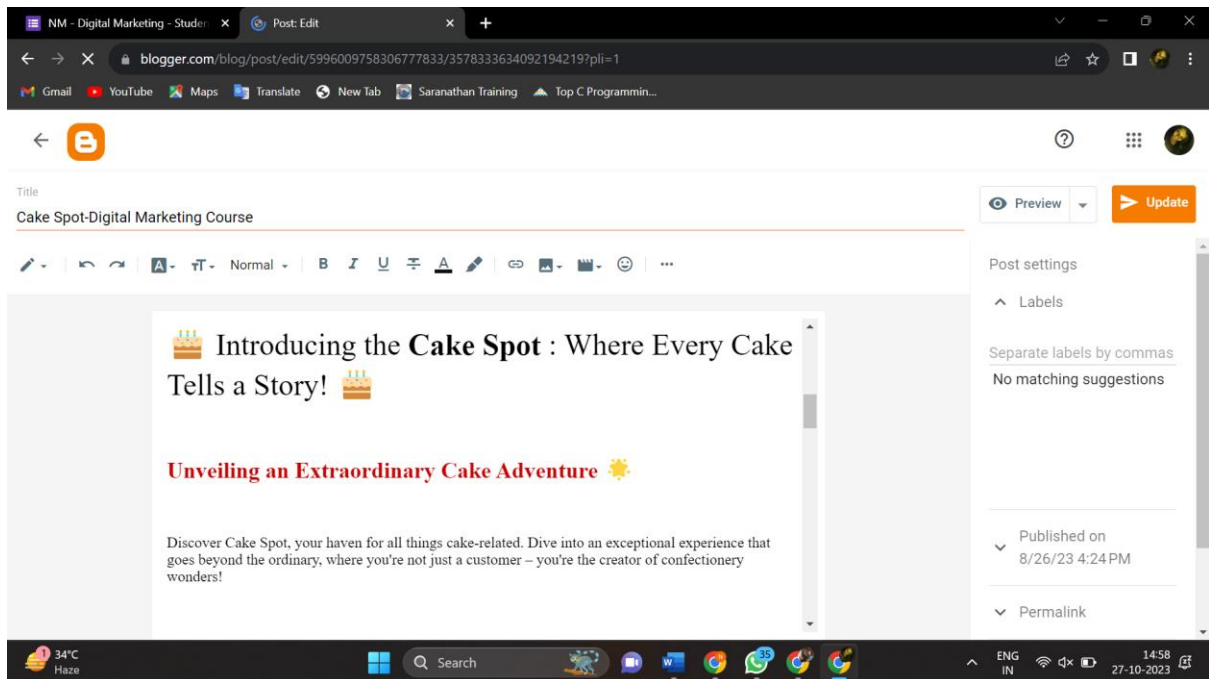 NM - Digital Marketing - Studen
Post: Edit
blogger.com/blog/post/edit/5996009758306777833/3578333634092194219?pli=1
Gmail YouTube Maps Translate New Tab Saranathan Training Top C Programmin...
Title
Cake Spot-Digital Marketing Course
Preview
Update
Normal
B I U A
Post settings
Labels
Separate labels by commas
No matching suggestions
Introducing the Cake Spot : Where Every Cake
Tells a Story!
Unveiling an Extraordinary Cake Adventure
Discover Cake Spot, your haven for all things cake-related. Dive into an exceptional experience that
goes beyond the ordinary, where you're not just a customer – you're the creator of confectionery
wonders!
Published on
8/26/23 4:24 PM
Permalink
1
34°C
Haze
Search
35
ENG
IN
14:58
27-10-2023